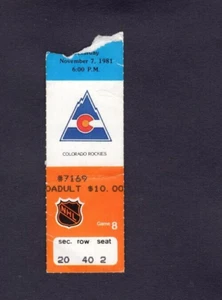 November 7, 1981
6:00 P.M.
COLORADO ROCKIES
#7169
OADULT $10.00
NHL
Game 8
sec. row seat
20 40 2